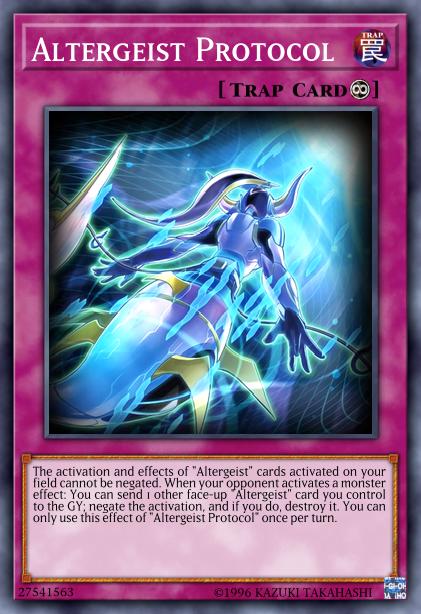 ALTERGEIST PROTOCOL
TRAP
罠
[TRAP CARD∞]
The activation and effects of "Altergeist" cards activated on your
field cannot be negated. When your opponent activates a monster
effect: You can send 1 other face-up "Altergeist" card you control
to the GY; negate the activation, and if you do, destroy it. You can
only use this effect of "Altergeist Protocol" once per turn.
27541563
©1996 KAZUKI TAKAHASHI